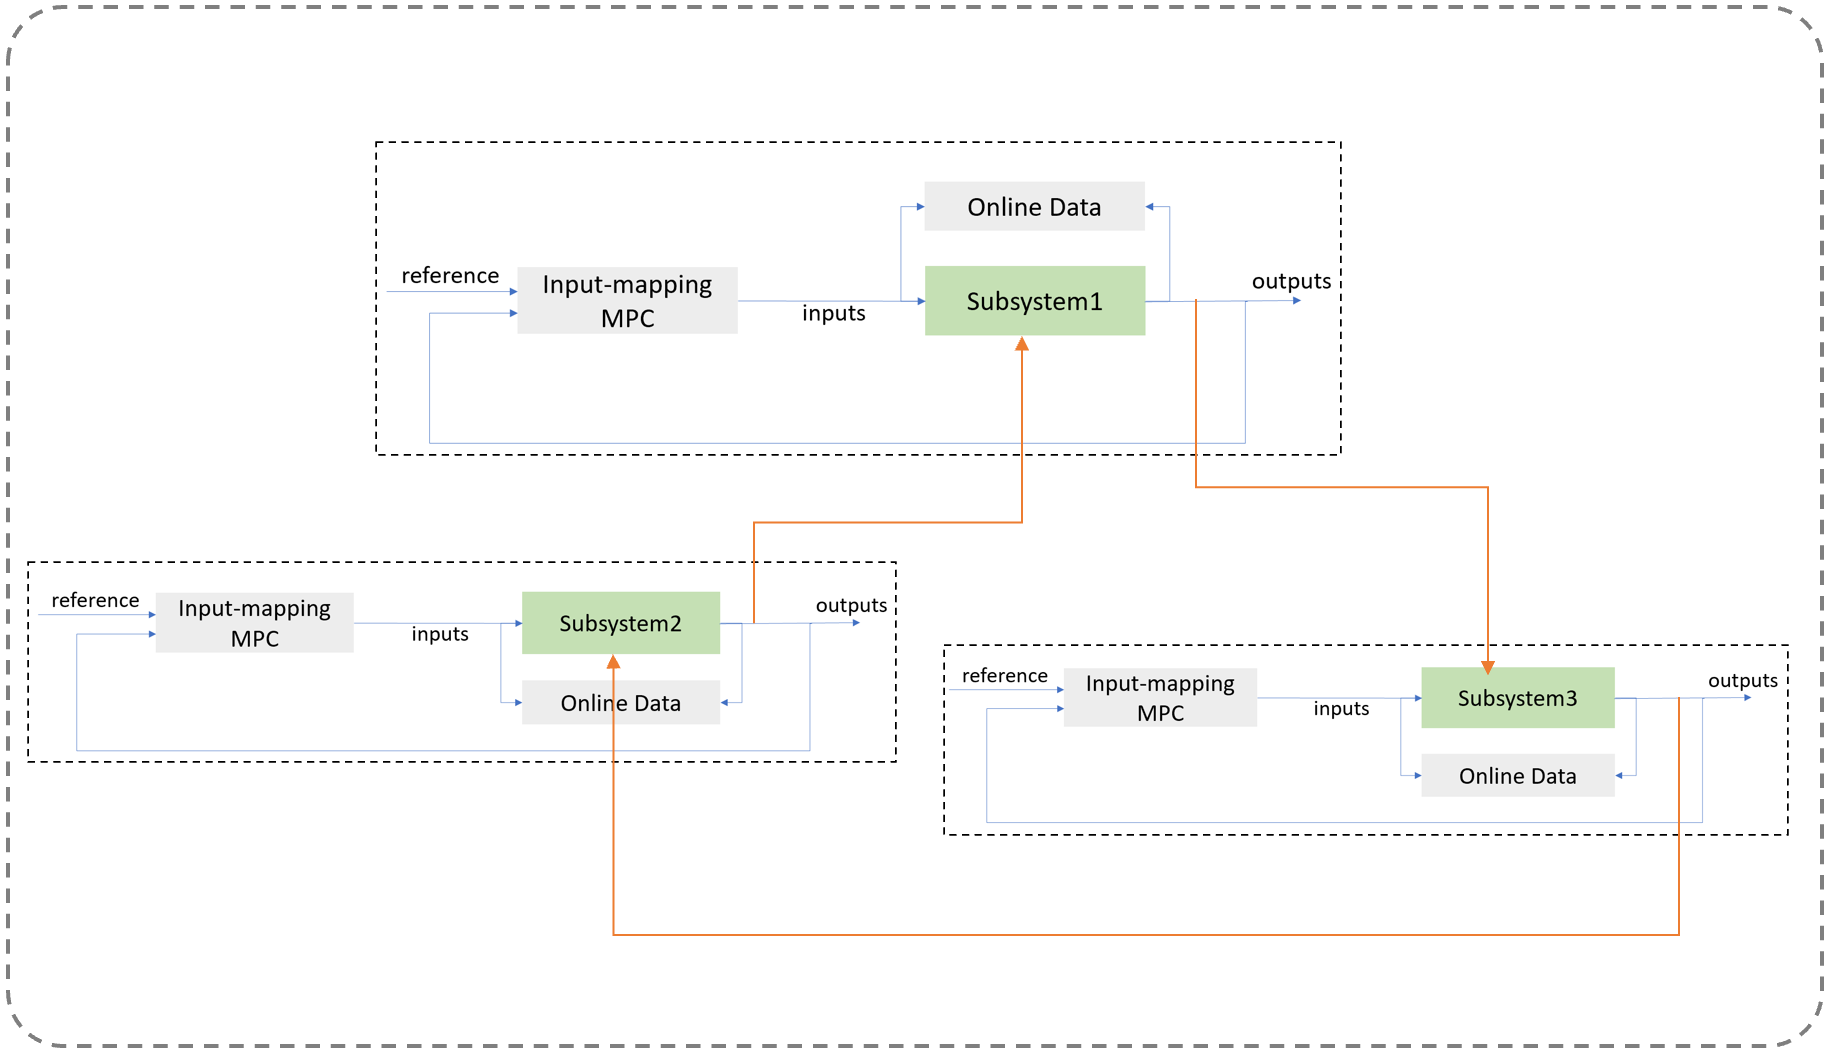 Online Data
reference
Input-mapping
MPC
inputs
Subsystem1
outputs
reference
Input-mapping
MPC
inputs
Subsystem2
outputs
Online Data
reference
Input-mapping
MPC
inputs
Subsystem3
outputs
Online Data